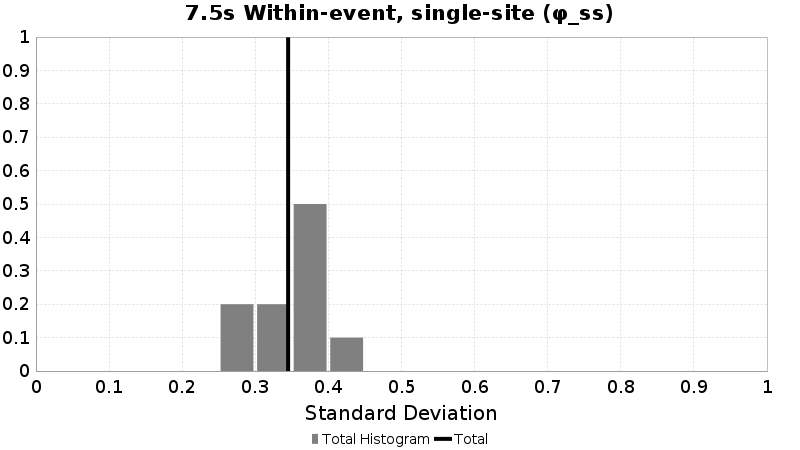 7.5s Within-event, single-site (φ_ss)
1
0.9
0.8
0.7
0.6
0.5
0.4
0.3
0.2
0.1
0
0 0.1 0.2 0.3 0.4 0.5 0.6 0.7 0.8 0.9 1
Standard Deviation
Total Histogram Total